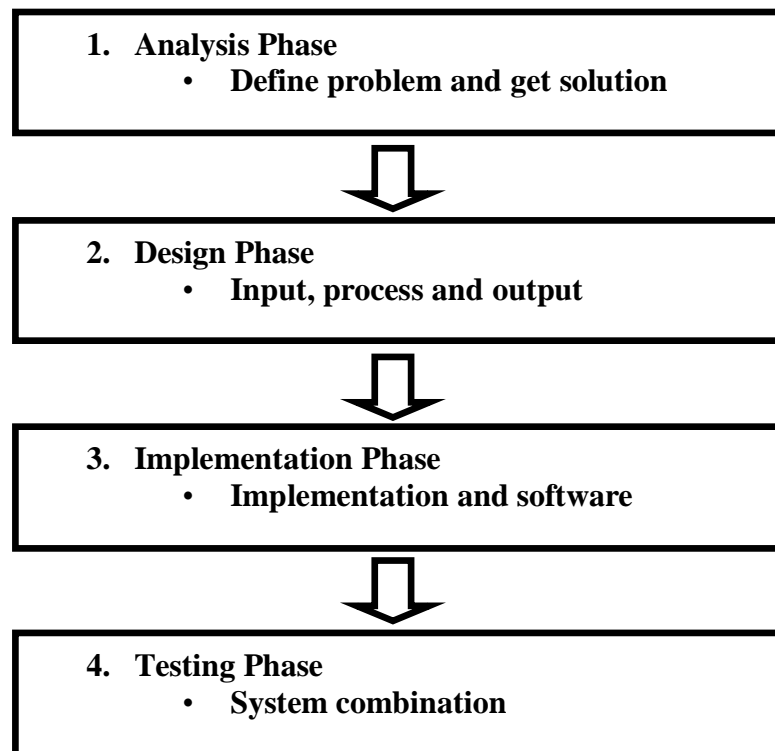 1. Analysis Phase
• Define problem and get solution
2. Design Phase
• Input, process and output
3. Implementation Phase
• Implementation and software
4. Testing Phase
• System combination